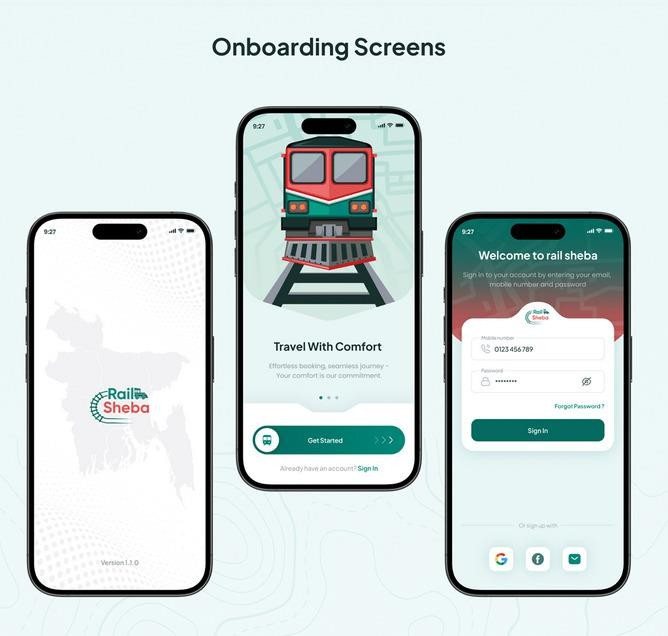 Onboarding Screens
9:27
Rail
Sheba
Version 1.1.0
9:27
Travel With Comfort
Effortless booking, seamless journey -
Your comfort is our commitment.
Get Started
Already have an account? Sign In
9:27
Welcome to rail sheba
Sign in to your account by entering your email,
mobile number and password
Rail
Sheba
Mobile number
0123 456 789
Password
********
Forgot Password ?
Sign In
Or sign up with